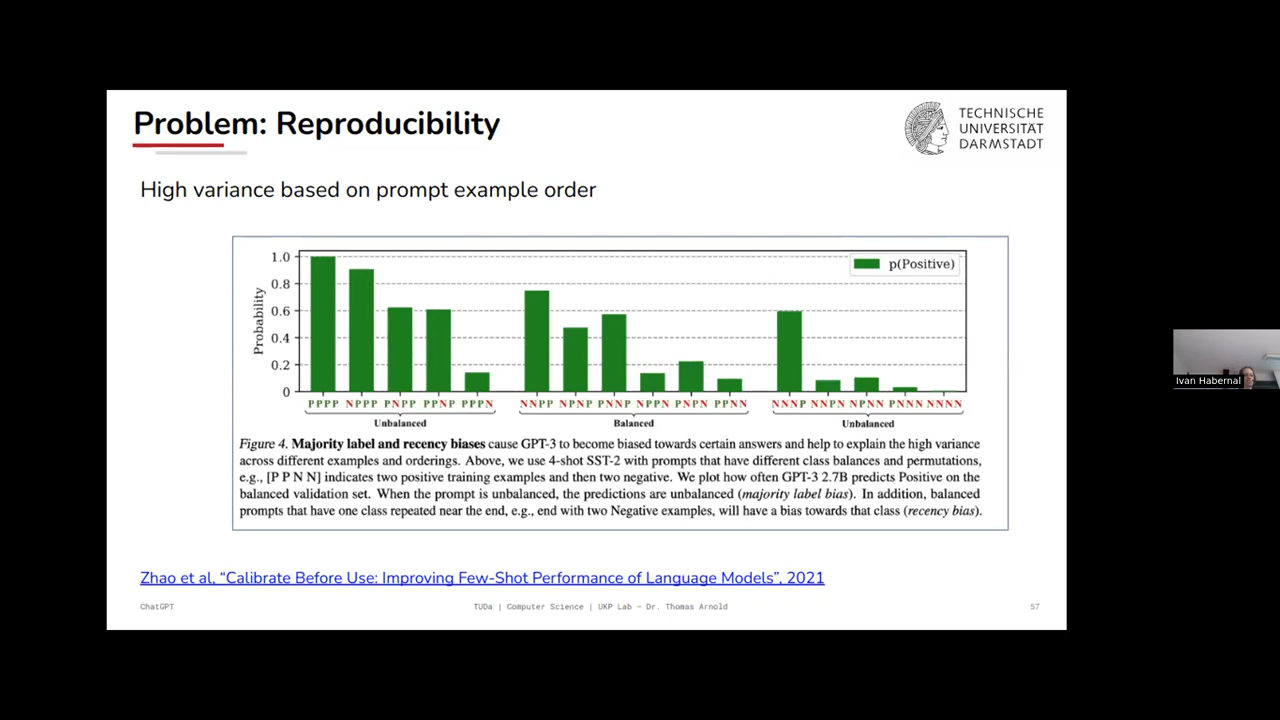 Problem: Reproducibility
TECHNISCHE
UNIVERSITÄT
DARMSTADT
High variance based on prompt example order
p(Positive)
Probability
1.0
0.8
0.6
0.4
0.2
0
PPPP NPPP PNPP PPNP PPPN
NNPP NPNP PNNP NPPN PNPN PPNN
NNNP NNPN NPNN PNNN NNNN
Unbalanced
Balanced
Unbalanced
Figure 4. Majority label and recency biases cause GPT-3 to become biased towards certain answers and help to explain the high variance
across different examples and orderings. Above, we use 4-shot SST-2 with prompts that have different class balances and permutations,
e.g., [P P N N] indicates two positive training examples and then two negative. We plot how often GPT-3 2.7B predicts Positive on the
balanced validation set. When the prompt is unbalanced, the predictions are unbalanced (majority label bias). In addition, balanced
prompts that have one class repeated near the end, e.g., end with two Negative examples, will have a bias towards that class (recency bias).
Zhao et al, “Calibrate Before Use: Improving Few-Shot Performance of Language Models”, 2021
ChatGPT
TUDa | Computer Science | UKP Lab – Dr. Thomas Arnold
57
Ivan Habernal